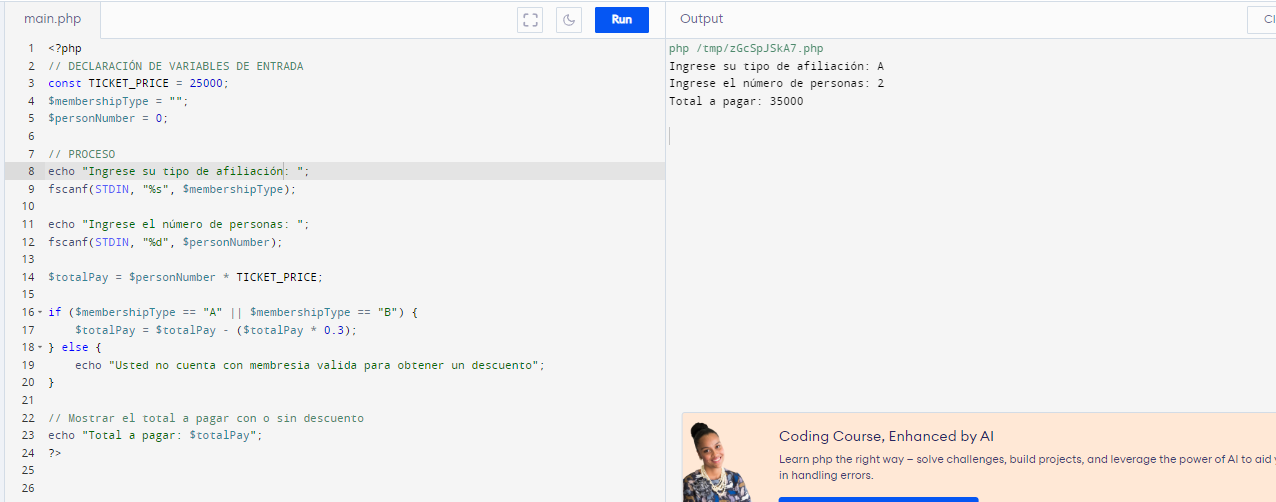 main.php
Run
1 <?php
2 // DECLARACIÓN DE VARIABLES DE ENTRADA
3 const TICKET_PRICE = 25000;
4 $membershipType = "";
5 $personNumber = 0;
6
7 // PROCESO
8 echo "Ingrese su tipo de afiliación: ";
9 fscanf(STDIN, "%s", $membershipType);
10
11 echo "Ingrese el número de personas: ";
12 fscanf(STDIN, "%d", $personNumber);
13
14 $totalPay = $personNumber * TICKET_PRICE;
15
16 if ($membershipType == "A" || $membershipType == "B") {
17     $totalPay = $totalPay - ($totalPay * 0.3);
18 } else {
19     echo "Usted no cuenta con membresia valida para obtener un descuento";
20 }
21
22 // Mostrar el total a pagar con o sin descuento
23 echo "Total a pagar: $totalPay";
24 ?>
25
26
Output
Cl
php /tmp/zGcSpJSkA7.php
Ingrese su tipo de afiliación: A
Ingrese el número de personas: 2
Total a pagar: 35000
Coding Course, Enhanced by AI
Learn php the right way – solve challenges, build projects, and leverage the power of AI to aid
in handling errors.